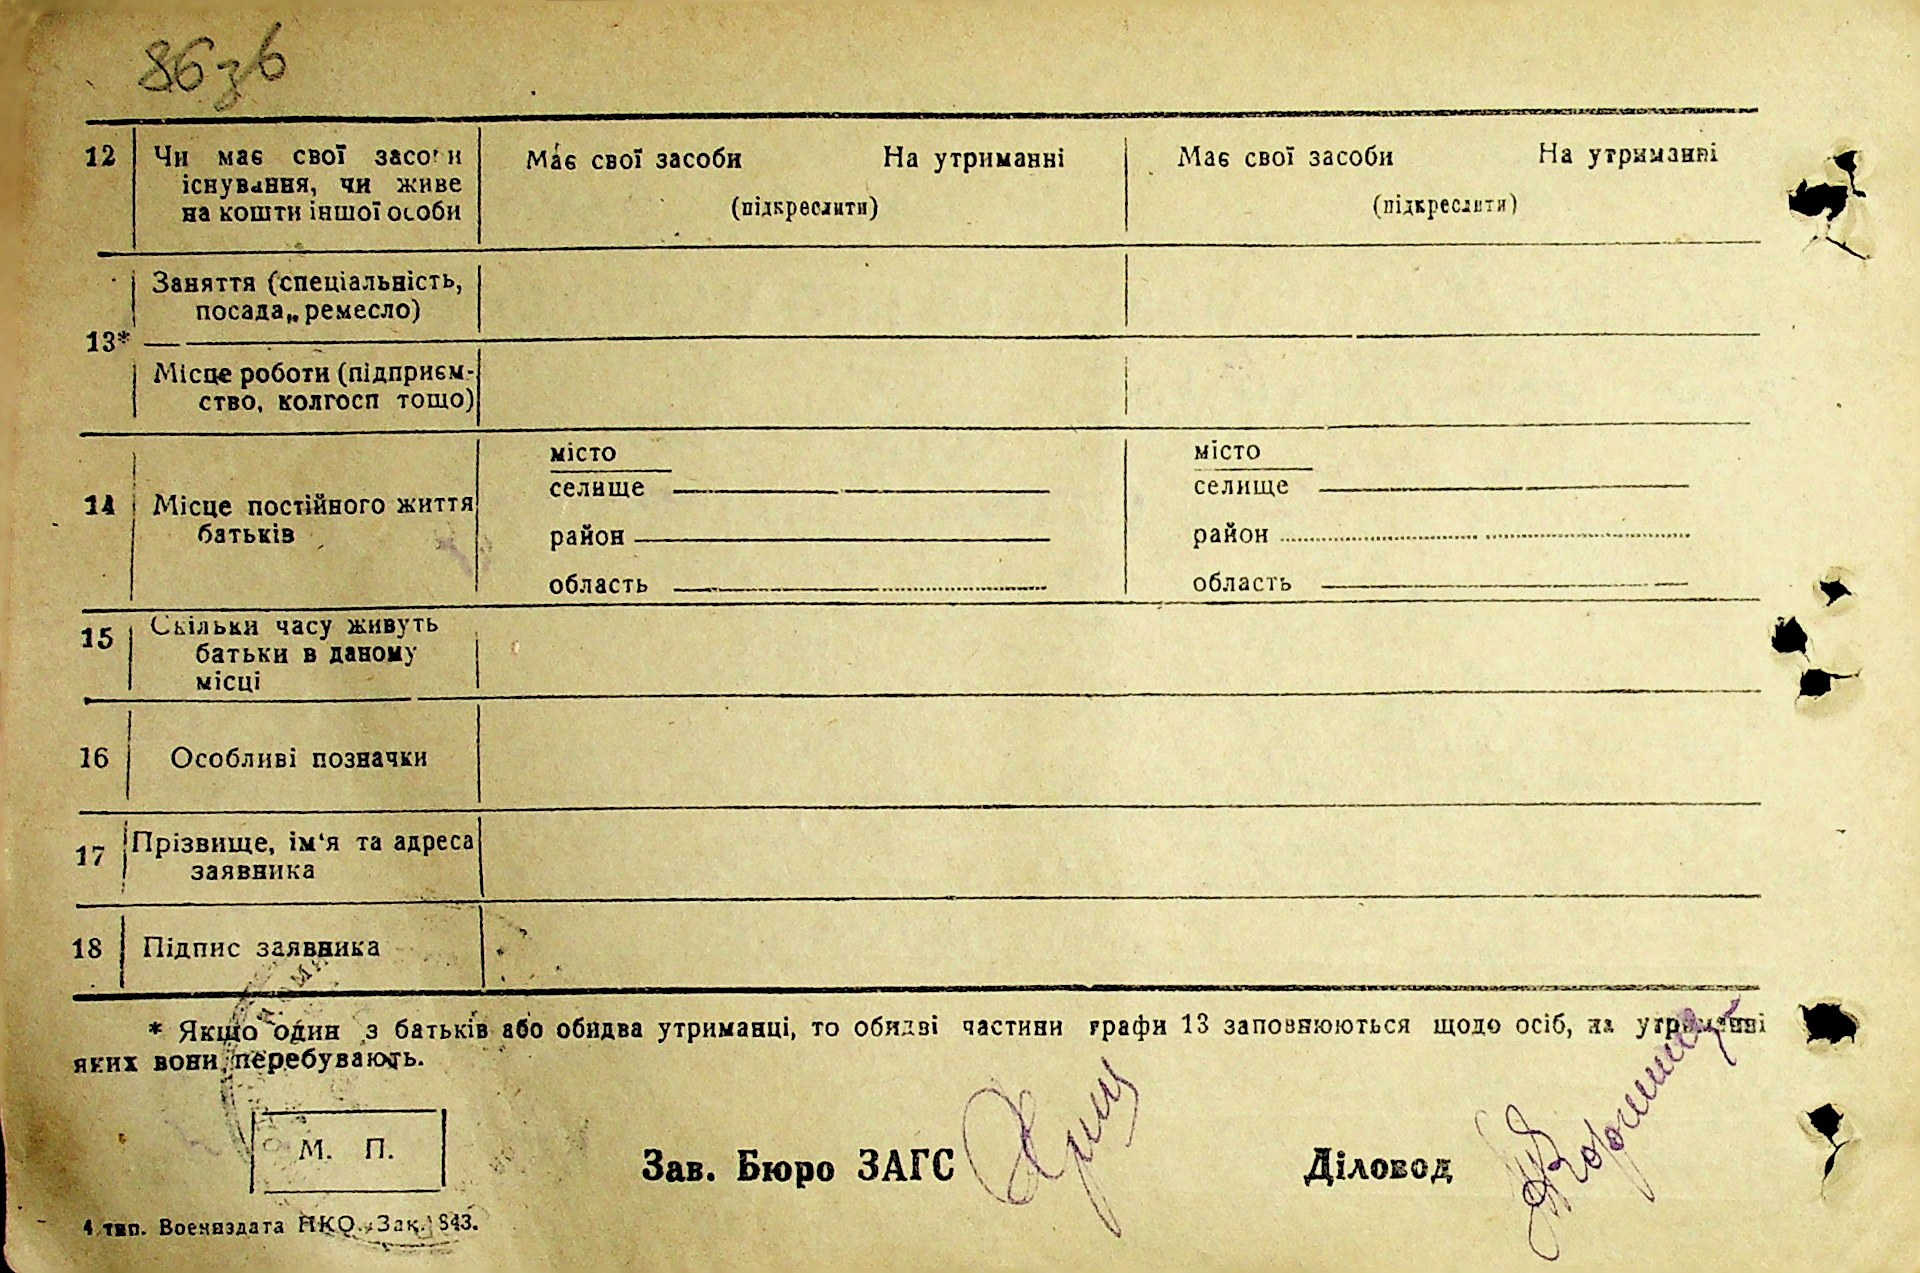 86зб
12 Чи має свої засоби Має свої засоби На утриманні Має свої засоби На утриманні
існування, чи живе
на кошти іншої особи (підкреслити) (підкреслити)
Заняття (спеціальність,
посада„ ремесло)
13*
Місце роботи (підприєм-
ство, колгосп тощо)
місто місто
селище селище
14 Місце постійного життя
батьків район район
область область
15 Скільки часу живуть
батьки в даному
місці
16 Особливі позначки
17 Прізвище, ім‘я та адреса
заявника
18 Підпис заявника
* Якщо один з батьків або обидва утриманці, то обидві частини графи 13 заповнюються щодо осіб, на утриманні
яких вони перебувають.
М. П.
Зав. Бюро ЗАГС Діловод
4 тип. Воениздата НКО. Зак. 843.